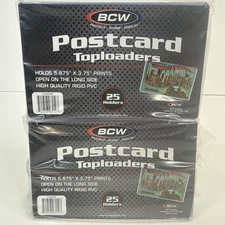 BCW
Postcard
Toploaders
HOLDS 5.875" X 3.75" PRINTS
OPEN ON THE LONG SIDE
HIGH QUALITY RIGID PVC
25
Holders
BCW
Postcard
Toploaders
HOLDS 5.875" X 3.75" PRINTS
OPEN ON THE LONG SIDE
HIGH QUALITY RIGID PVC
25
Holders